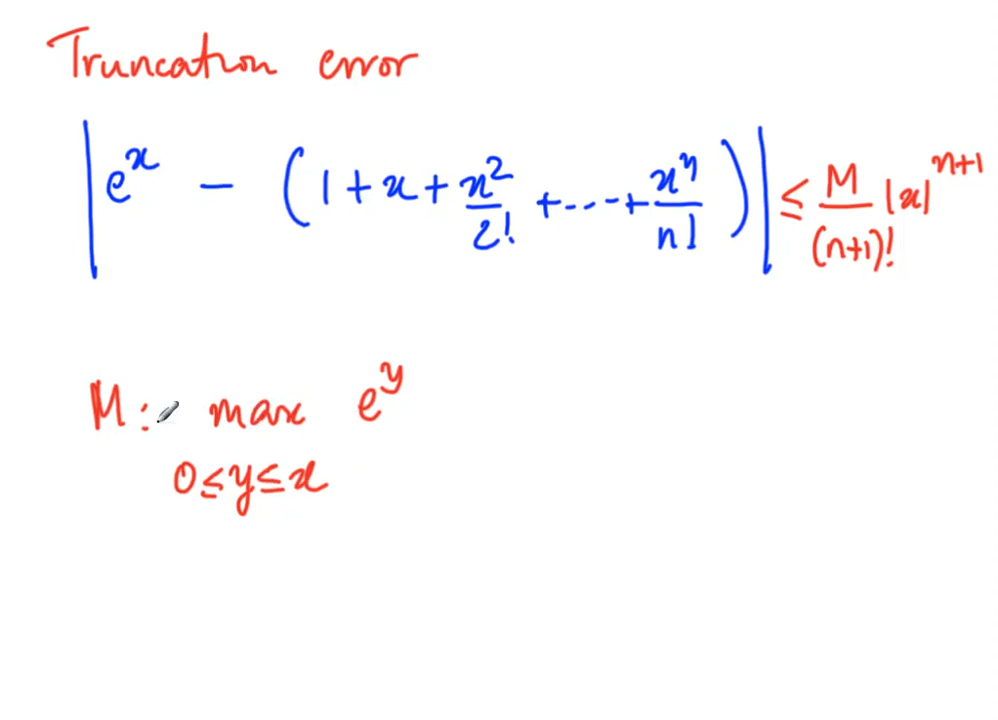 Truncation error
|e^x - (1 + x + x^2/2! + ---- + x^n/n!)| ≤ M/(n+1)! |x|^(n+1)
M: max e^y
0≤y≤x